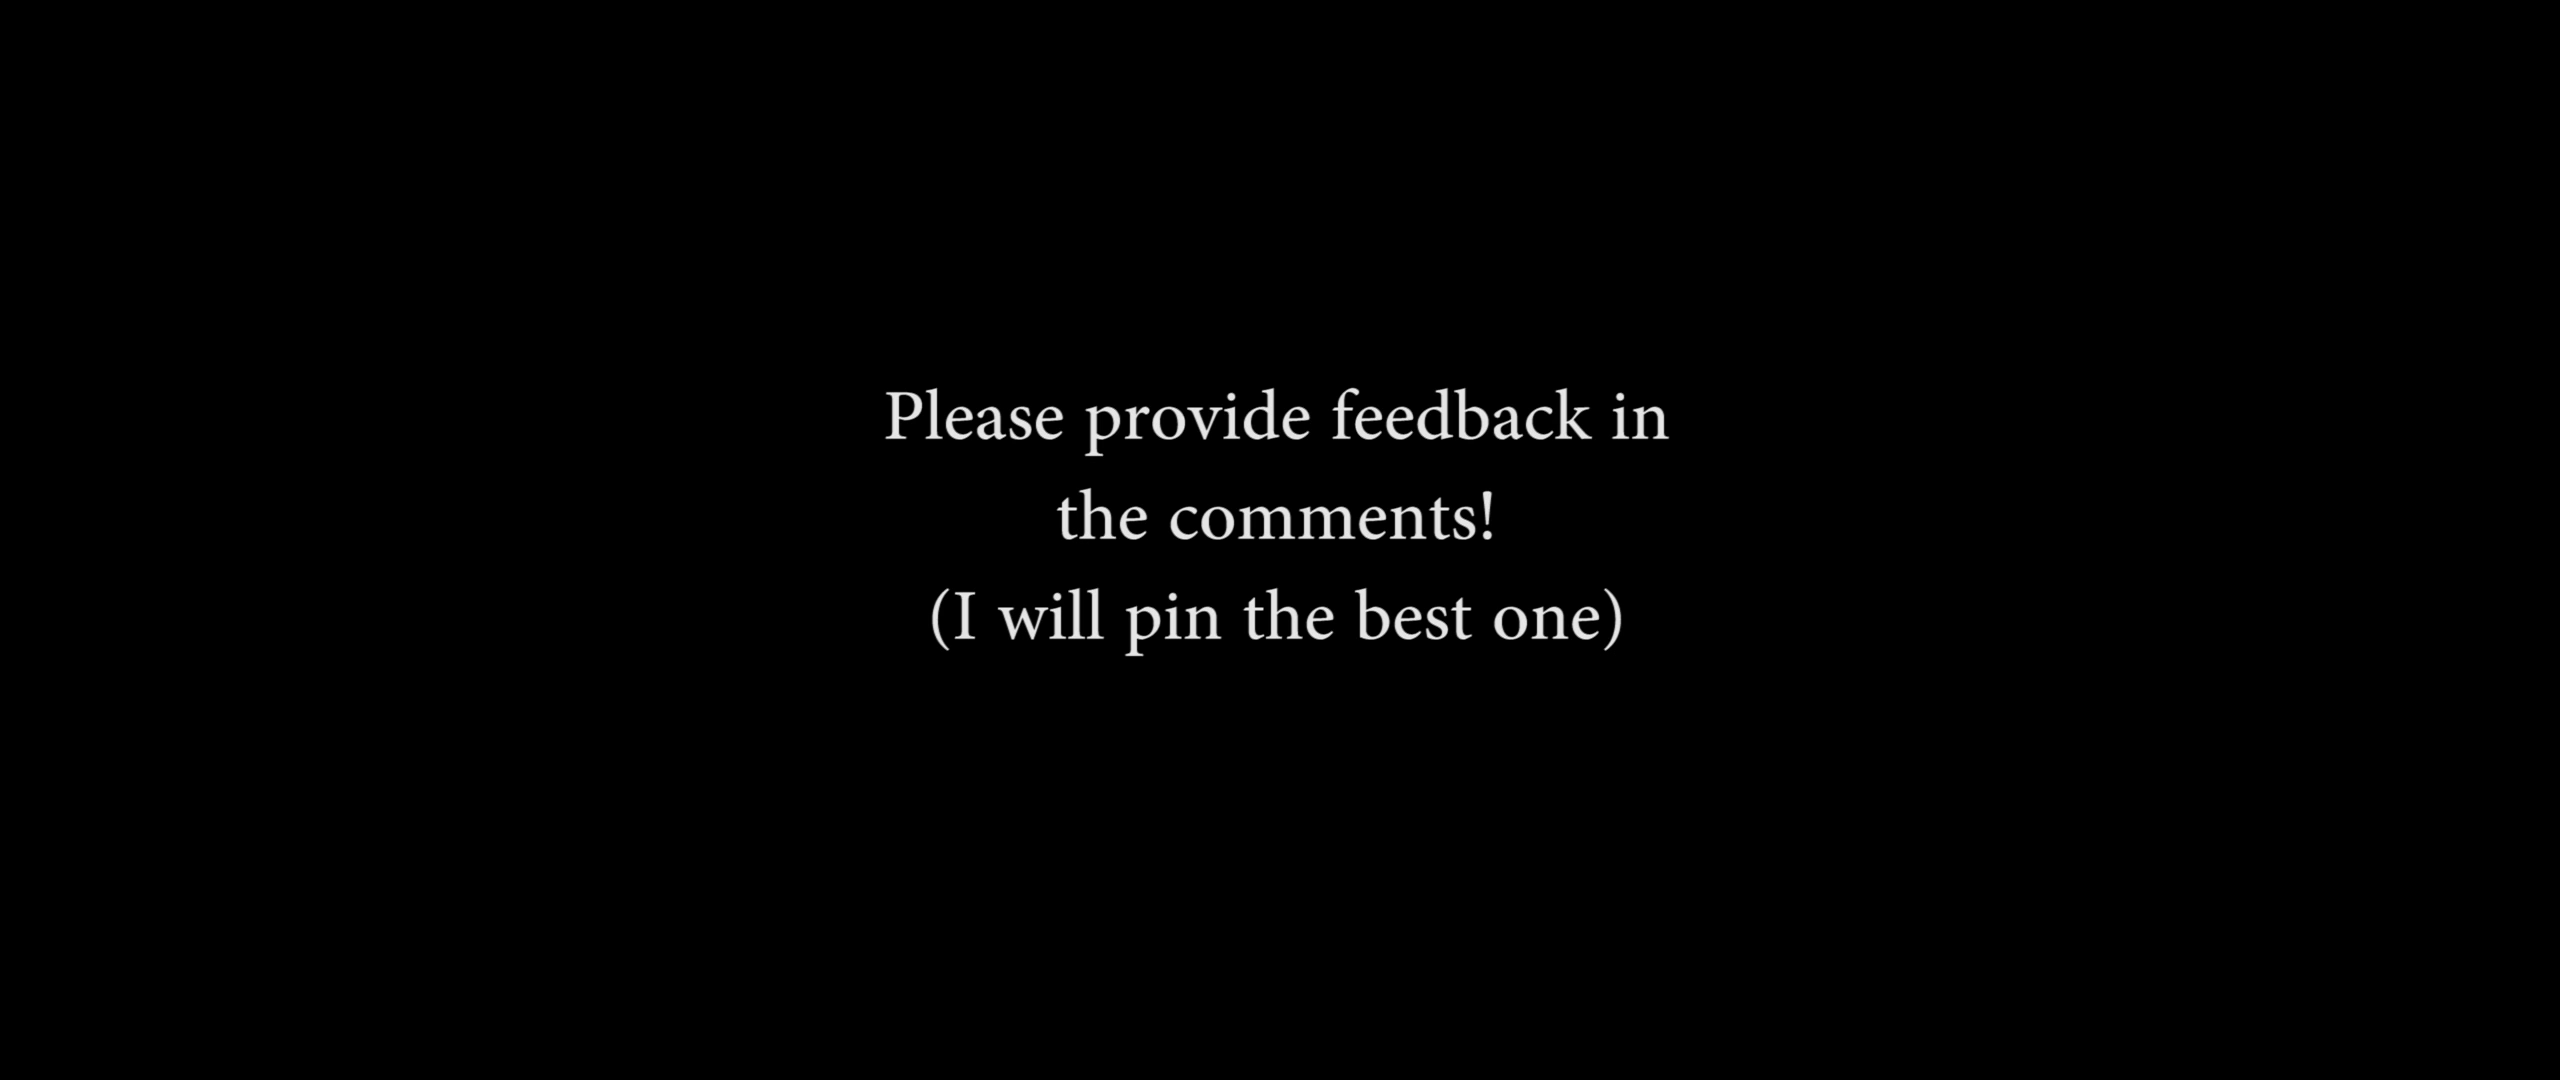 Please provide feedback in
the comments!
(I will pin the best one)